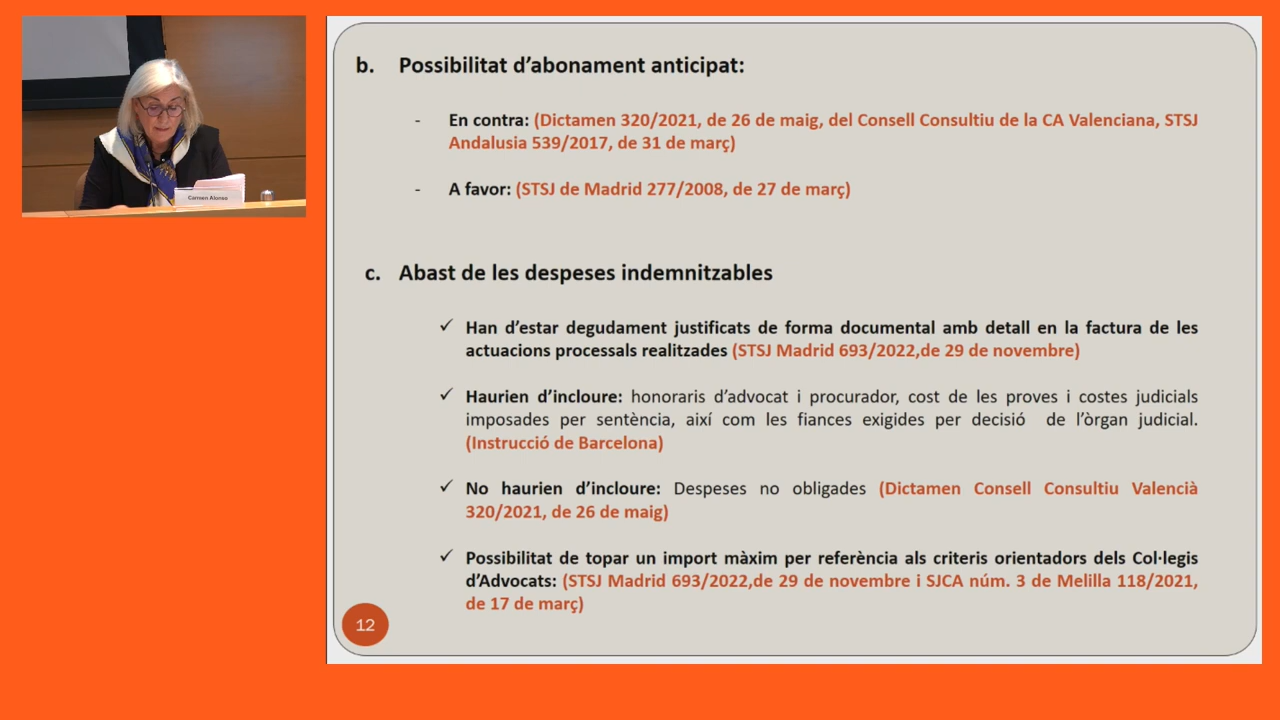 Carmen Alonso
b. Possibilitat d'abonament anticipat:
- En contra: (Dictamen 320/2021, de 26 de maig, del Consell Consultiu de la CA Valenciana, STSJ
Andalusia 539/2017, de 31 de març)
- A favor: (STSJ de Madrid 277/2008, de 27 de març)
c. Abast de les despeses indemnitzables
✓ Han d'estar degudament justificats de forma documental amb detall en la factura de les
actuacions processals realitzades (STSJ Madrid 693/2022,de 29 de novembre)
✓ Haurien d'incloure: honoraris d'advocat i procurador, cost de les proves i costes judicials
imposades per sentència, així com les fiances exigides per decisió de l'òrgan judicial.
(Instrucció de Barcelona)
✓ No haurien d'incloure: Despeses no obligades (Dictamen Consell Consultiu Valencià
320/2021, de 26 de maig)
✓ Possibilitat de topar un import màxim per referència als criteris orientadors dels Col·legis
d'Advocats: (STSJ Madrid 693/2022,de 29 de novembre i SJCA núm. 3 de Melilla 118/2021,
de 17 de març)
12